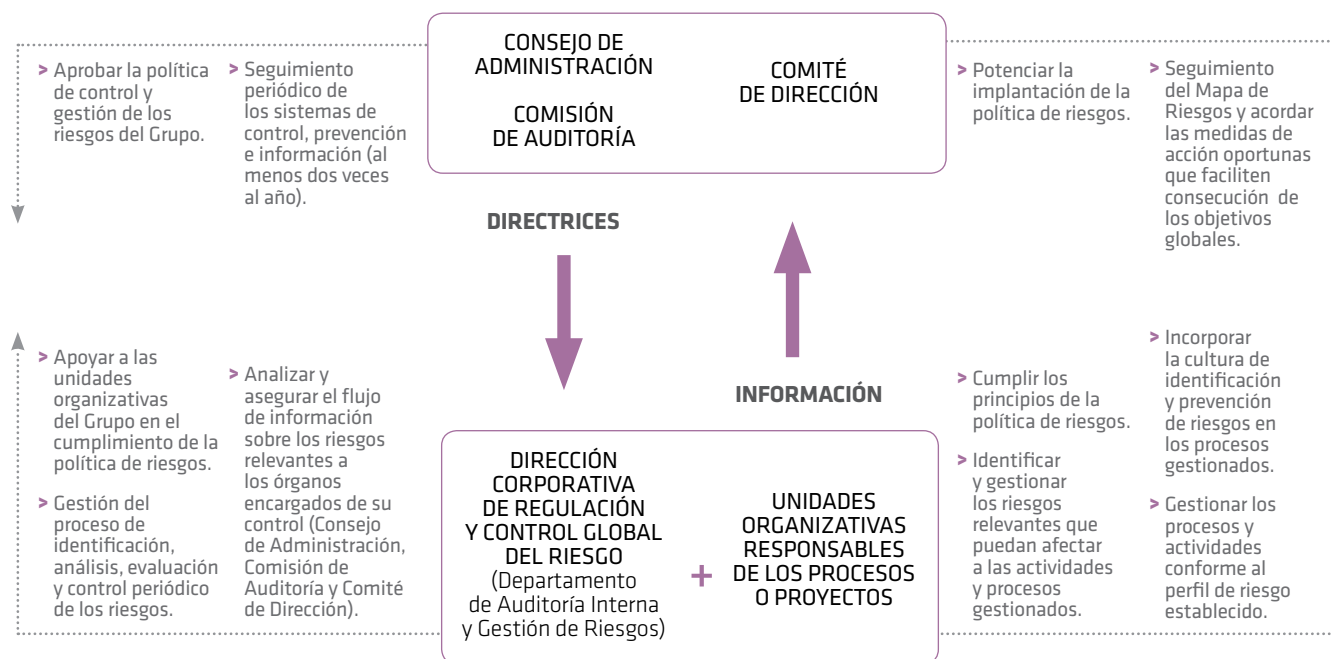 CONSEJO DE
ADMINISTRACIÓN
COMISIÓN
DE AUDITORÍA
COMITÉ
DE DIRECCIÓN
> Aprobar la política
de control y
gestión de los
riesgos del Grupo.
> Seguimiento
periódico de
los sistemas de
control, prevención
e información (al
menos dos veces
al año).
> Potenciar la
implantación de la
política de riesgos.
> Seguimiento
del Mapa de
Riesgos y acordar
las medidas de
acción oportunas
que faciliten
consecución de
los objetivos
globales.
DIRECTRICES
INFORMACIÓN
> Apoyar a las
unidades
organizativas
del Grupo en el
cumplimiento de la
política de riesgos.
> Gestión del
proceso de
identificación,
análisis, evaluación
y control periódico
de los riesgos.
> Analizar y
asegurar el flujo
de información
sobre los riesgos
relevantes a
los órganos
encargados de su
control (Consejo
de Administración,
Comisión de
Auditoría y Comité
de Dirección).
DIRECCIÓN
CORPORATIVA
DE REGULACIÓN
Y CONTROL GLOBAL
DEL RIESGO
(Departamento
de Auditoría Interna
y Gestión de Riesgos)
+
UNIDADES
ORGANIZATIVAS
RESPONSABLES
DE LOS PROCESOS
O PROYECTOS
> Cumplir los
principios de la
política de riesgos.
> Identificar
y gestionar
los riesgos
relevantes que
puedan afectar
a las actividades
y procesos
gestionados.
> Incorporar
la cultura de
identificación
y prevención
de riesgos en
los procesos
gestionados.
> Gestionar los
procesos y
actividades
conforme al
perfil de riesgo
establecido.